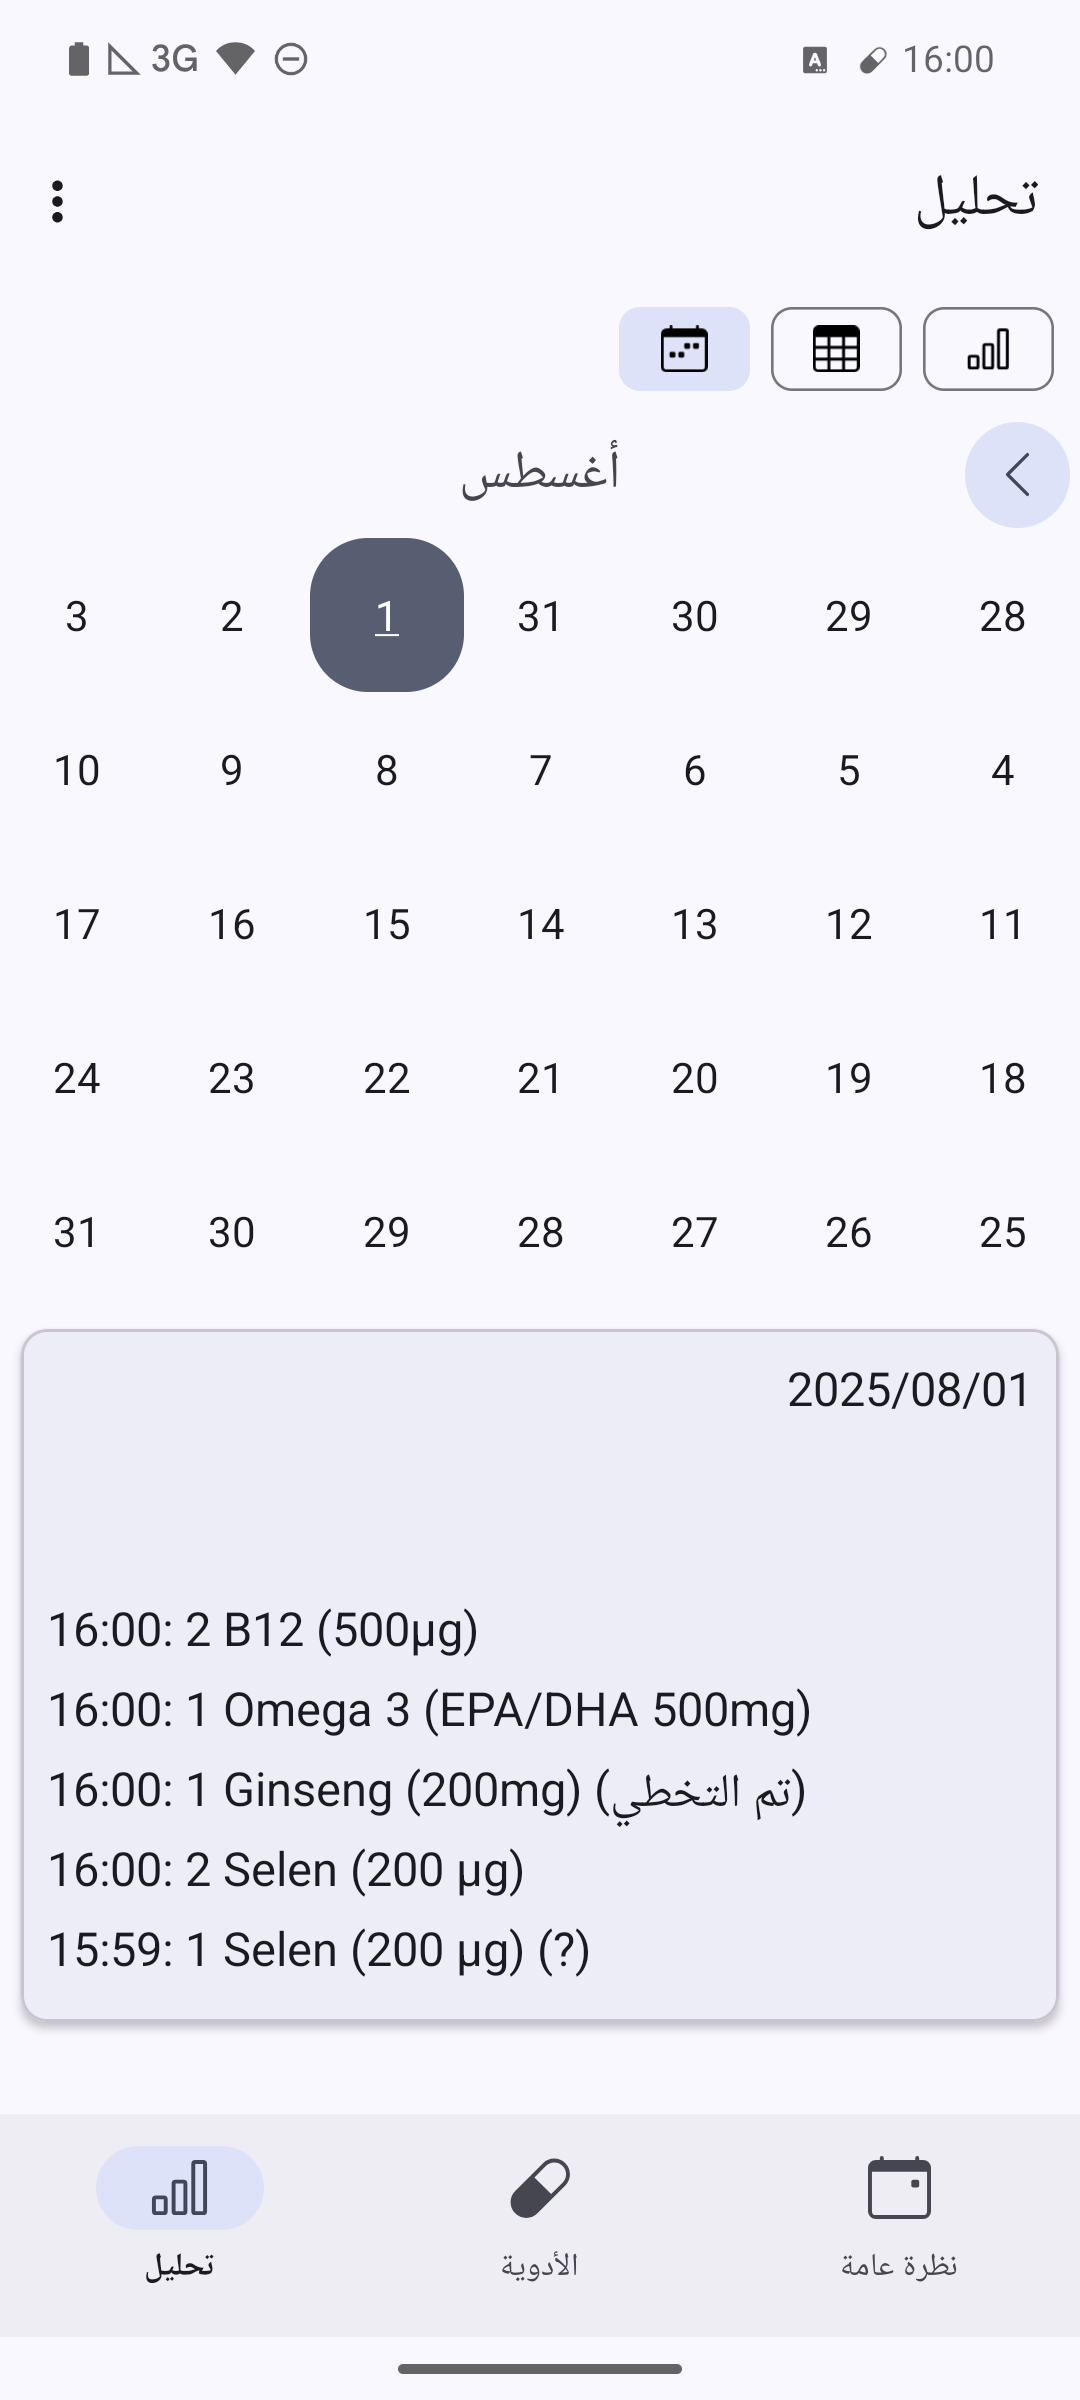 3G
16:00
تحليل
أغسطس
28 29 30 31 1 2 3
4 5 6 7 8 9 10
11 12 13 14 15 16 17
18 19 20 21 22 23 24
25 26 27 28 29 30 31
2025/08/01
16:00: 2 B12 (500µg)
16:00: 1 Omega 3 (EPA/DHA 500mg)
16:00: 1 Ginseng (200mg) (تم التخطي)
16:00: 2 Selen (200 µg)
15:59: 1 Selen (200 µg) (?)
نظرة عامة
الأدوية
تحليل